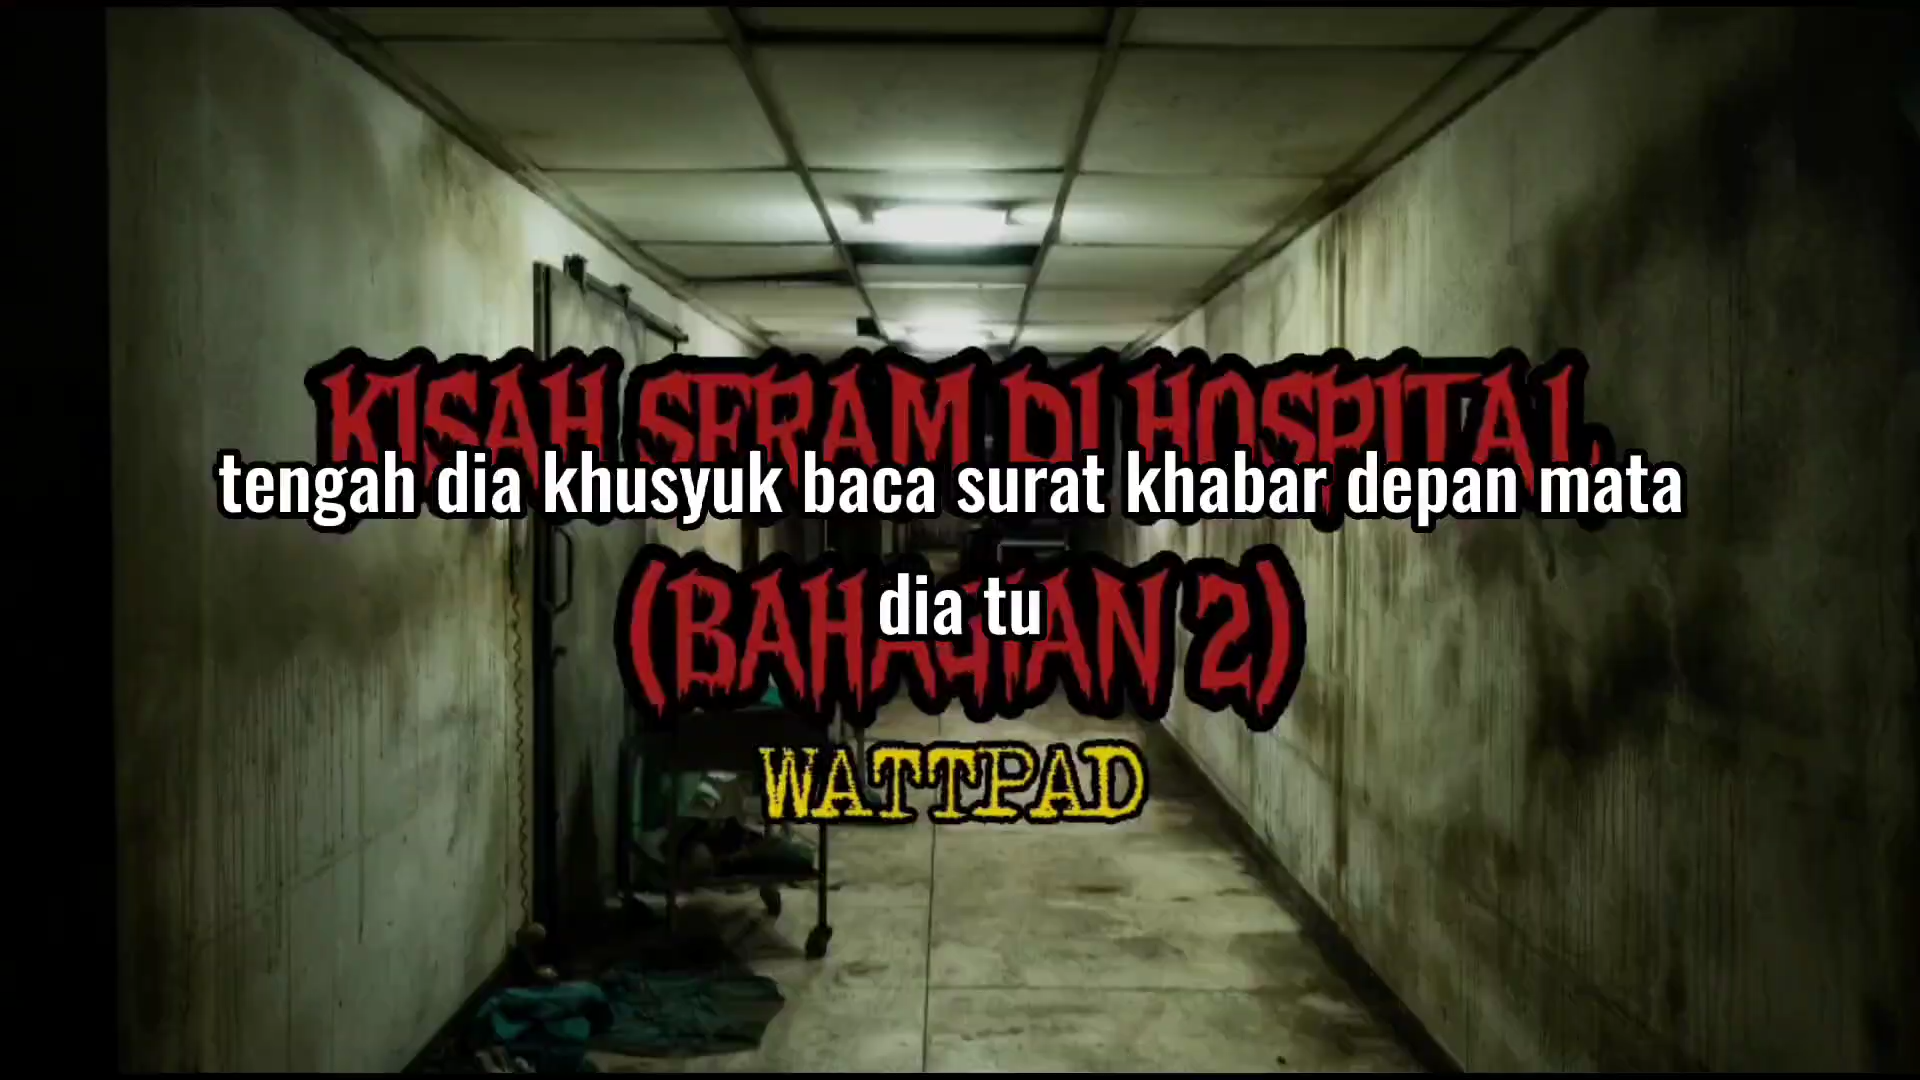 KISAH SERAM DI HOSPITAL
tengah dia khusyuk baca surat khabar depan mata
dia tu
(BAHAGIAN 2)
WATTPAD